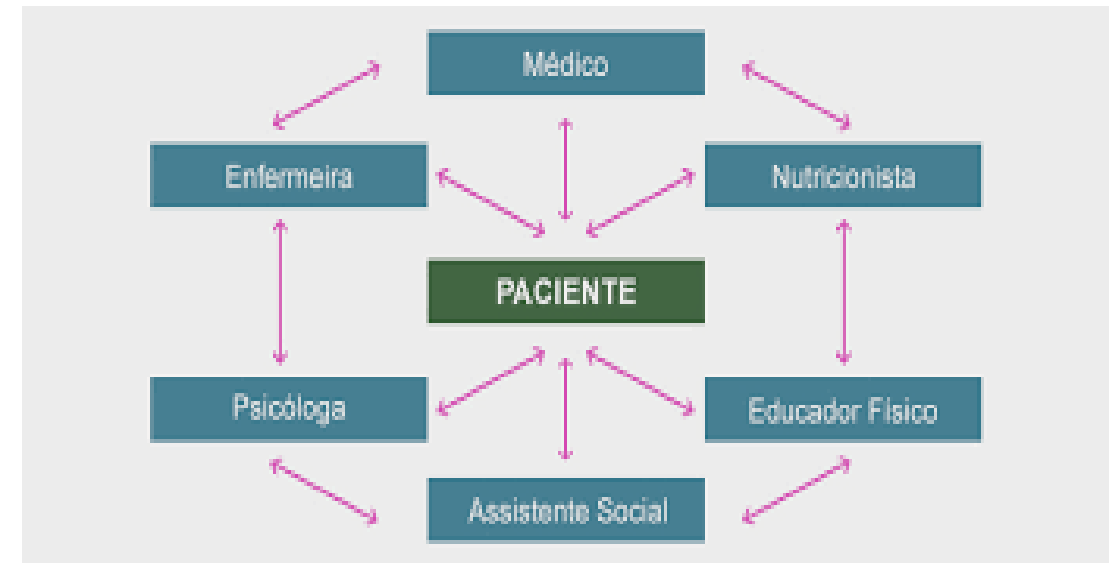 Médico
Enfermeira
Nutricionista
PACIENTE
Psicóloga
Educador Físico
Assistente Social